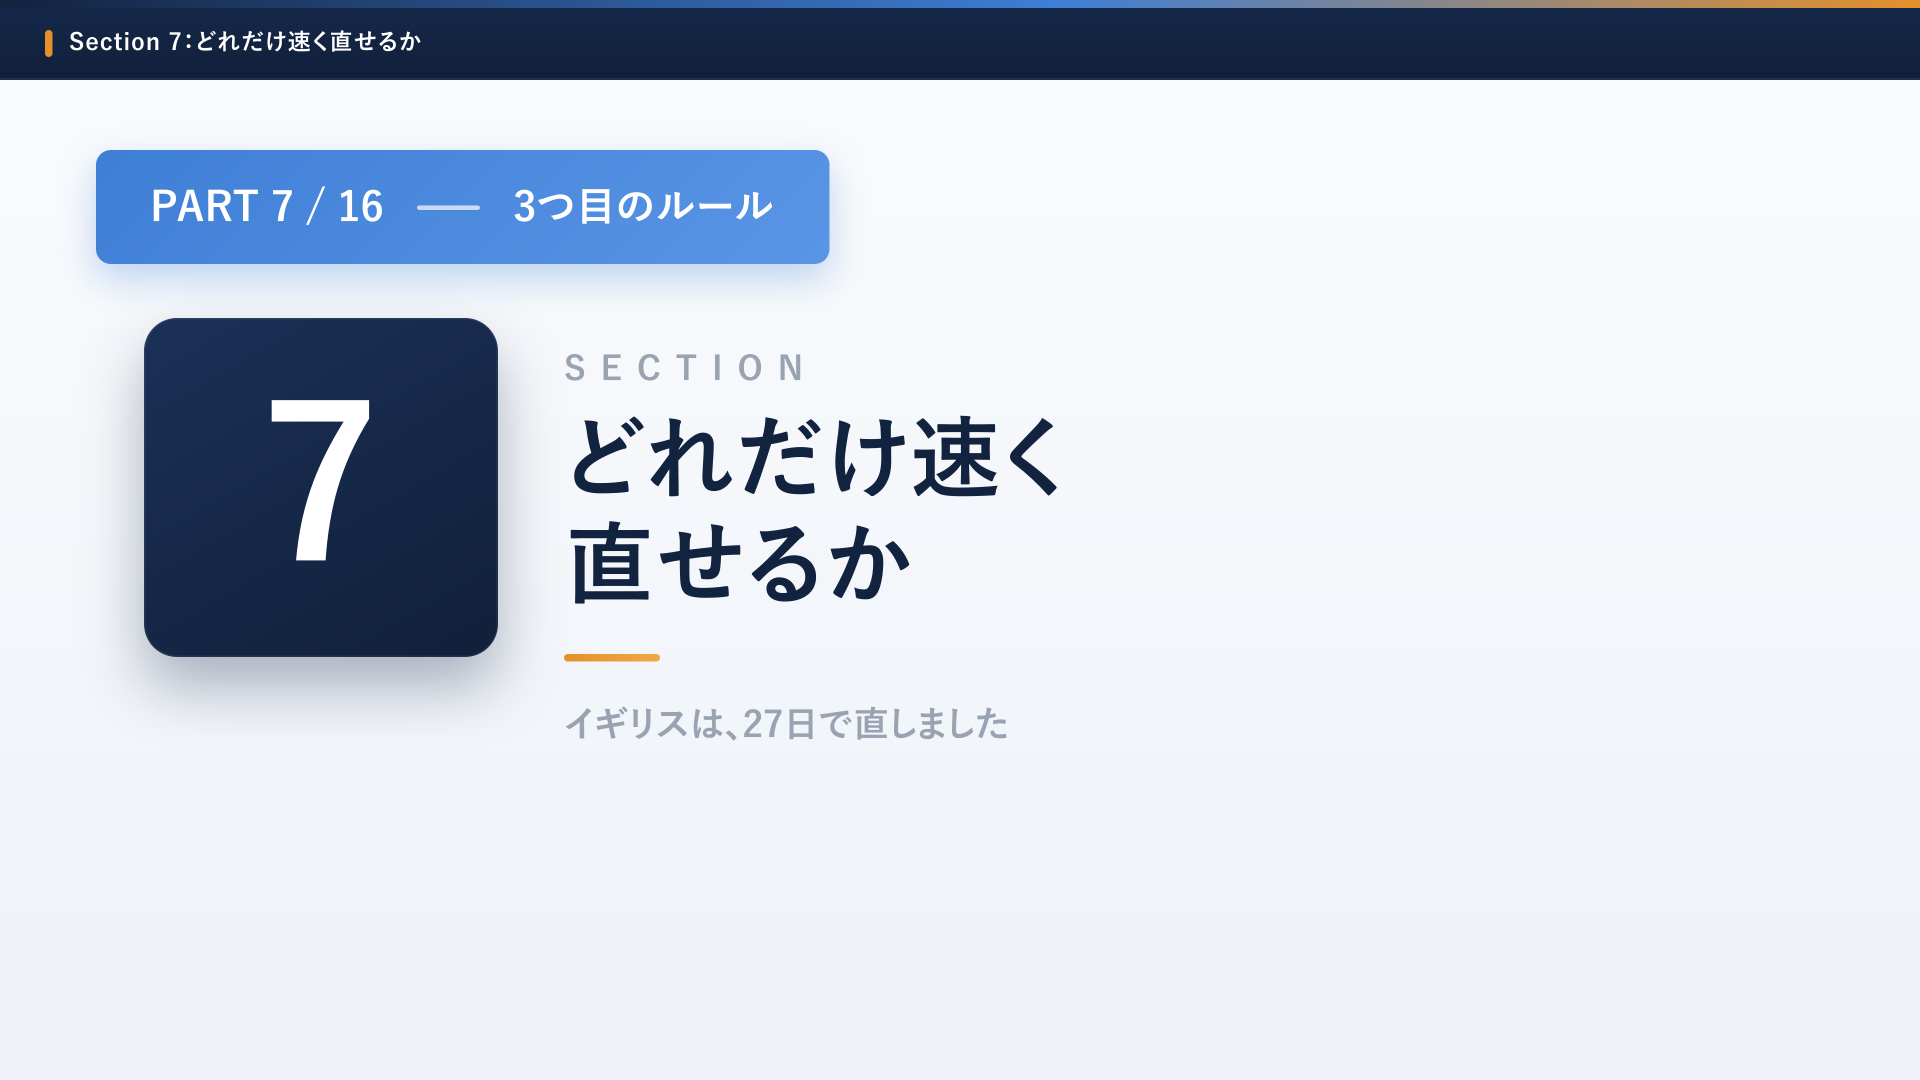 Section 7：どれだけ速く直せるか
PART 7 / 16 — 3つ目のルール
7
SECTION
どれだけ速く
直せるか
イギリスは、27日で直しました